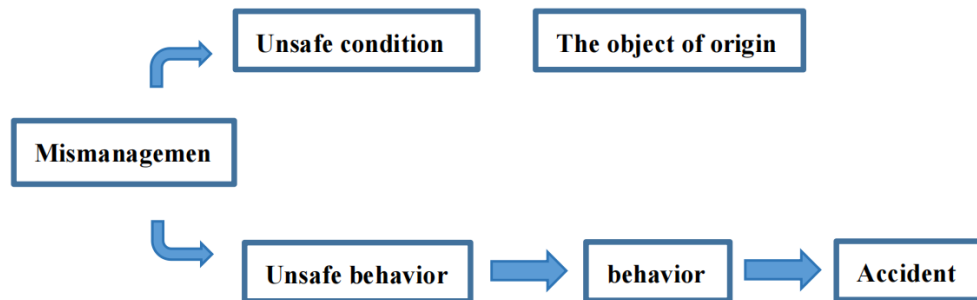 Unsafe condition
The object of origin
Mismanagemen
Unsafe behavior
behavior
Accident